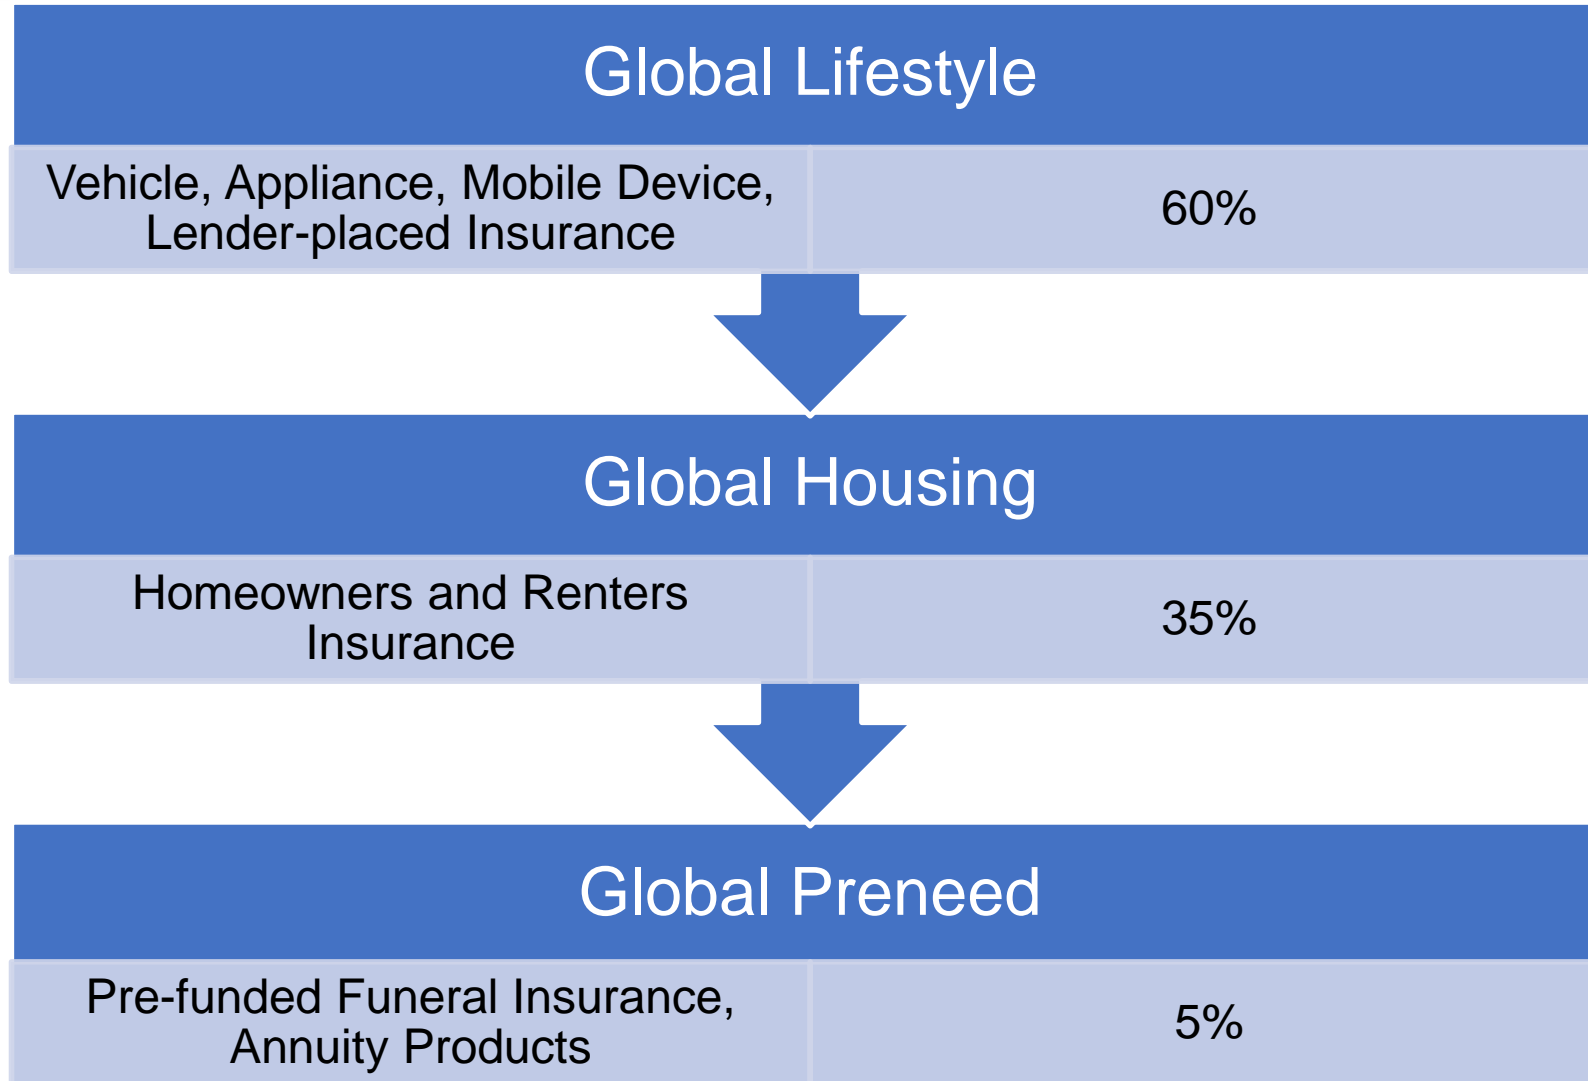 Global Lifestyle
Vehicle, Appliance, Mobile Device,
Lender-placed Insurance
60%
Global Housing
Homeowners and Renters
Insurance
35%
Global Preneed
Pre-funded Funeral Insurance,
Annuity Products
5%